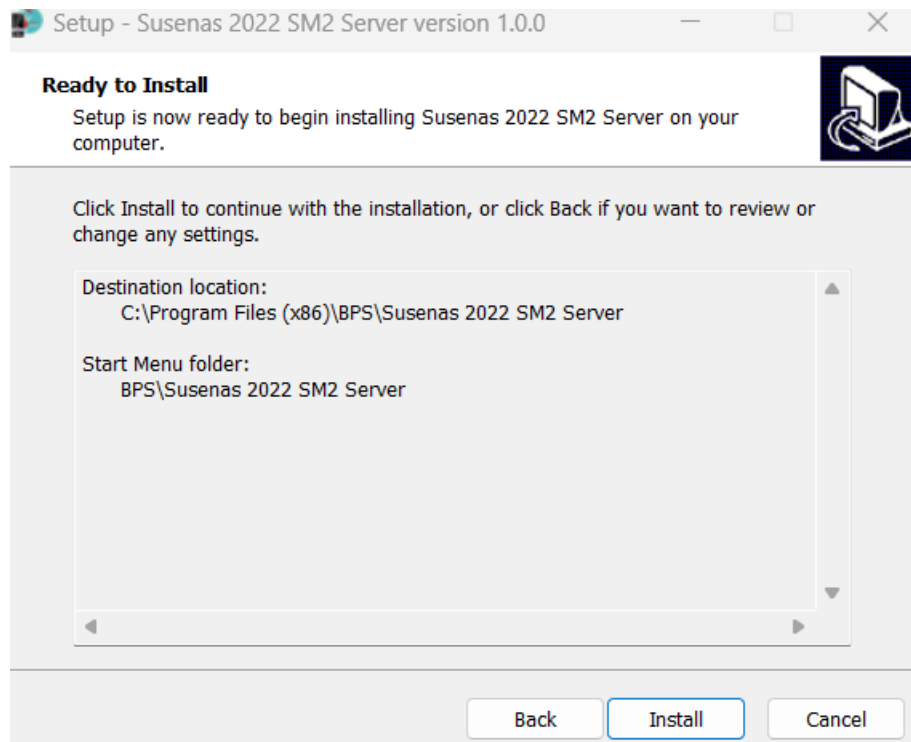 Setup - Susenas 2022 SM2 Server version 1.0.0
Ready to Install
Setup is now ready to begin installing Susenas 2022 SM2 Server on your
computer.
Click Install to continue with the installation, or click Back if you want to review or
change any settings.
Destination location:
C:\Program Files (x86)\BPS\Susenas 2022 SM2 Server
Start Menu folder:
BPS\Susenas 2022 SM2 Server
Back Install Cancel